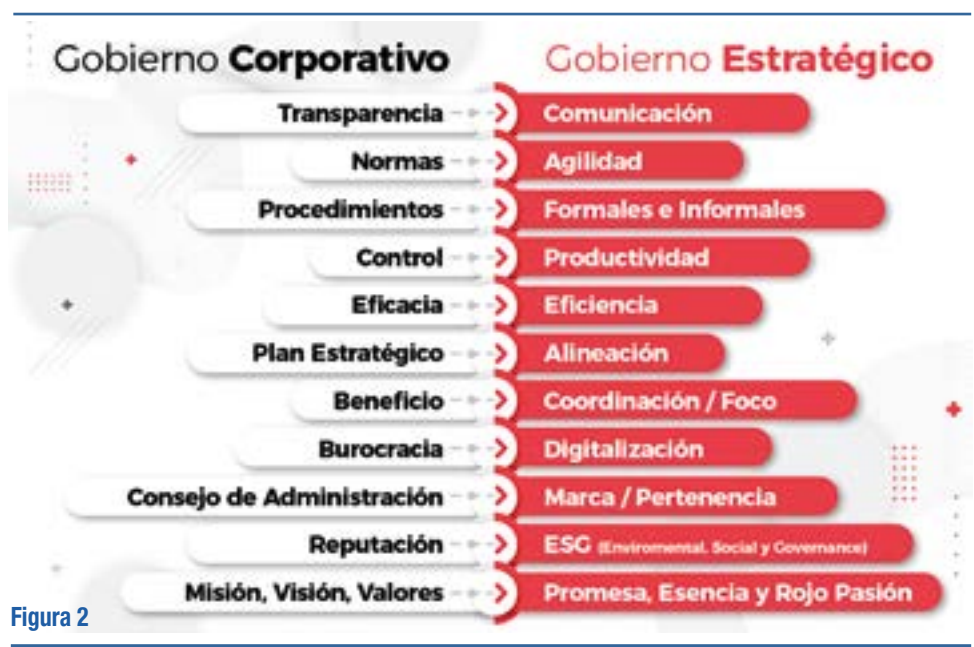 Gobierno Corporativo Gobierno Estratégico
Transparencia Comunicación
Normas Agilidad
Procedimientos Formales e Informales
Control Productividad
Eficacia Eficiencia
Plan Estratégico Alineación
Beneficio Coordinación / Foco
Burocracia Digitalización
Consejo de Administración Marca / Pertenencia
Reputación ESG (Enviromental, Social y Governance)
Misión, Visión, Valores Promesa, Esencia y Rojo Pasión
Figura 2